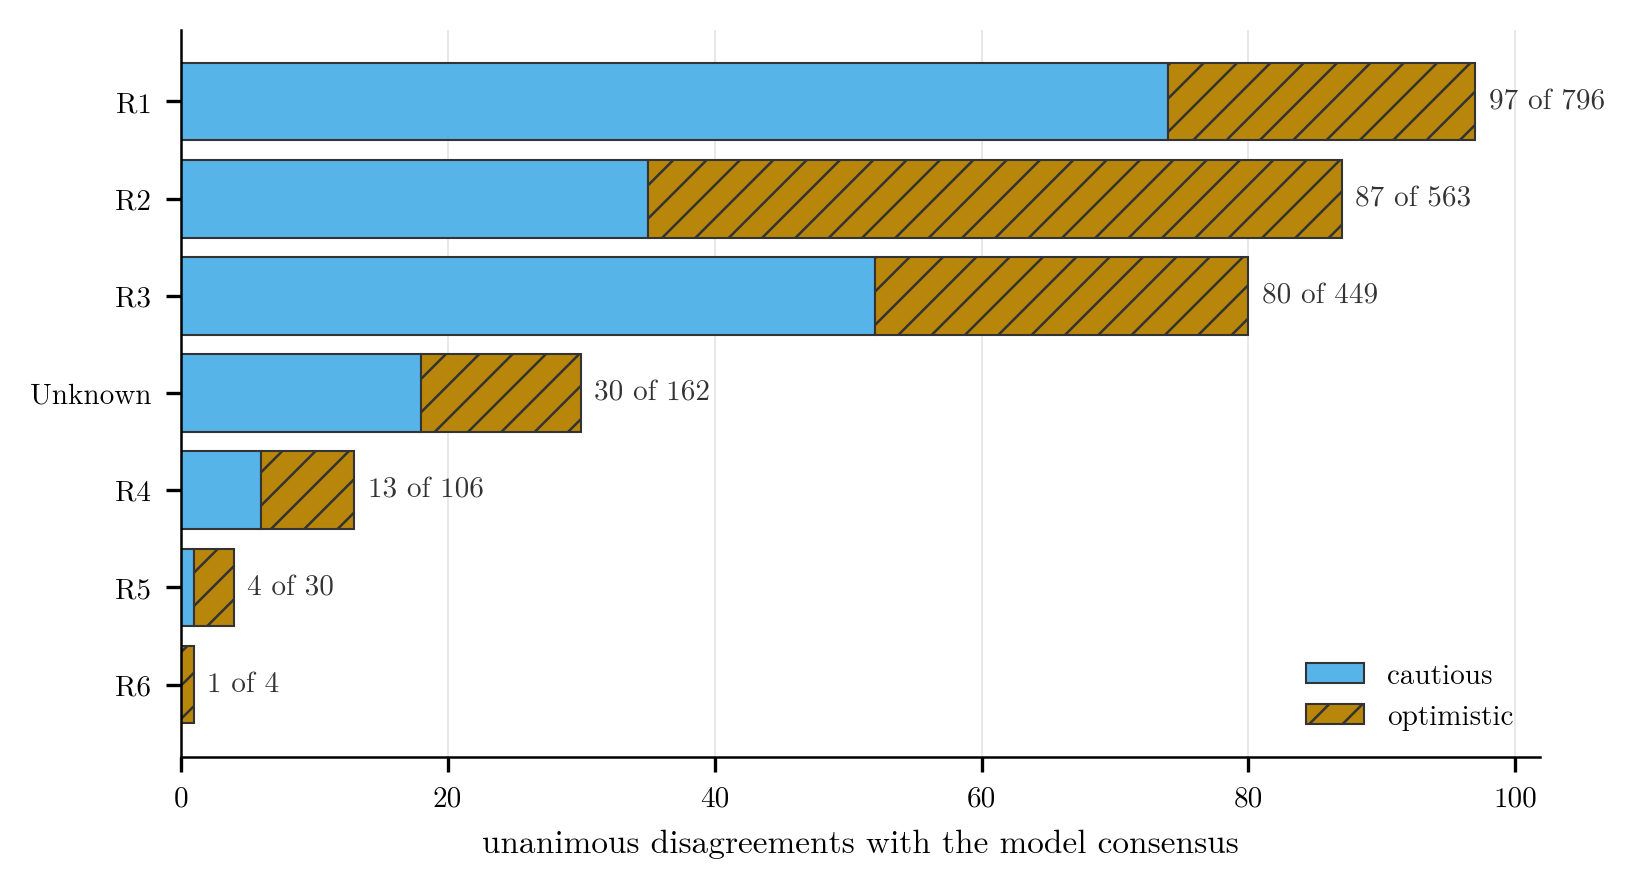 R1
97 of 796
R2
87 of 563
R3
80 of 449
Unknown
30 of 162
R4
13 of 106
R5
4 of 30
R6
1 of 4
cautious
optimistic
0 20 40 60 80 100
unanimous disagreements with the model consensus